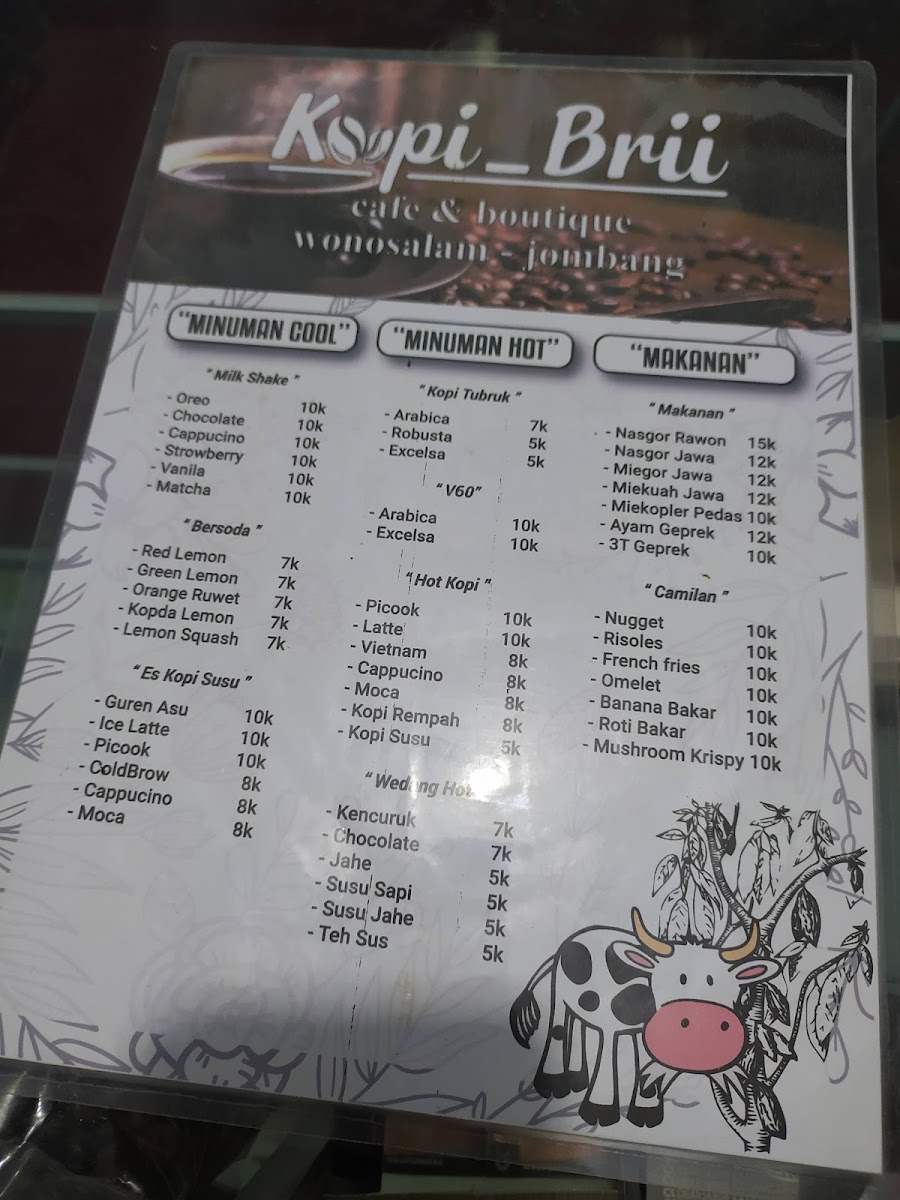 Kopi_Brii
cafe & boutique
wonosalam - jombang
"MINUMAN COOL"
" Milk Shake "
- Oreo 10k
- Chocolate 10k
- Cappucino 10k
- Strowberry 10k
- Vanila 10k
- Matcha 10k
" Bersoda "
- Red Lemon 7k
- Green Lemon 7k
- Orange Ruwet 7k
- Kopda Lemon 7k
- Lemon Squash 7k
" Es Kopi Susu "
- Guren Asu 10k
- Ice Latte 10k
- Picook 10k
- ColdBrow 8k
- Cappucino 8k
- Moca 8k
"MINUMAN HOT"
" Kopi Tubruk "
- Arabica 7k
- Robusta 5k
- Excelsa 5k
" V60"
- Arabica 10k
- Excelsa 10k
" Hot Kopi "
- Picook 10k
- Latte 10k
- Vietnam 8k
- Cappucino 8k
- Moca 8k
- Kopi Rempah 8k
- Kopi Susu 5k
" Wedang Hot
- Kencuruk 7k
- Chocolate 7k
- Jahe 5k
- Susu Sapi 5k
- Susu Jahe 5k
- Teh Sus 5k
"MAKANAN"
" Makanan "
- Nasgor Rawon 15k
- Nasgor Jawa 12k
- Miegor Jawa 12k
- Miekuah Jawa 12k
- Miekopler Pedas 10k
- Ayam Geprek 12k
- 3T Geprek 10k
" Camilan "
- Nugget 10k
- Risoles 10k
- French fries 10k
- Omelet 10k
- Banana Bakar 10k
- Roti Bakar 10k
- Mushroom Krispy 10k